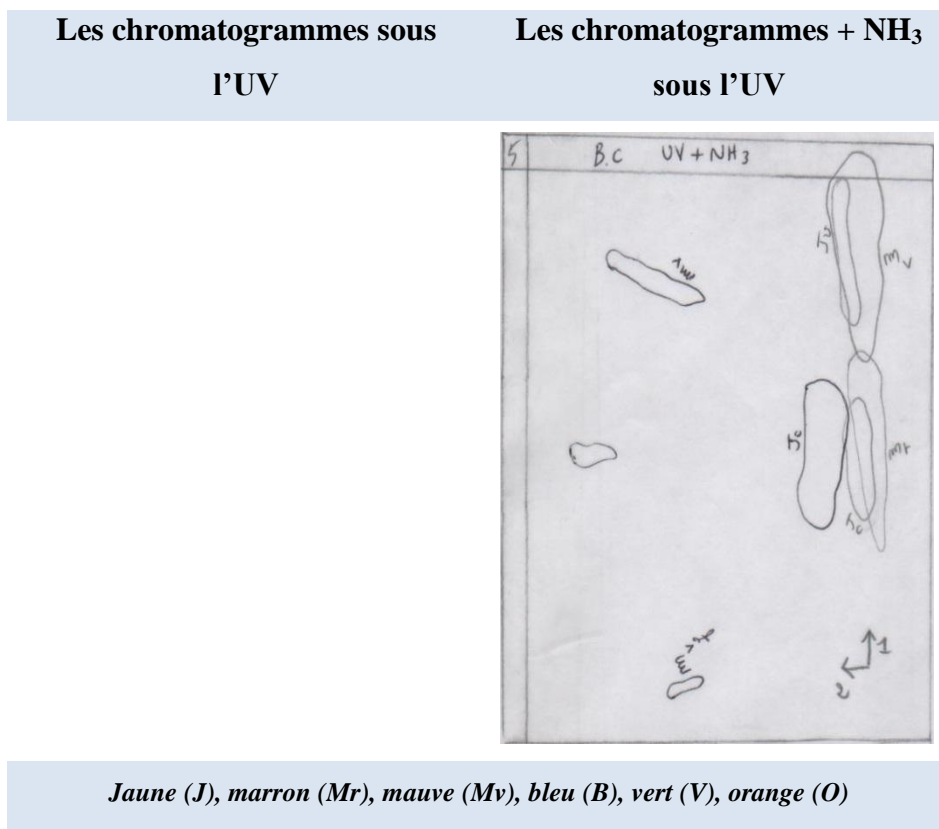 Les chromatogrammes sous l'UV
Les chromatogrammes + NH₃ sous l'UV
5
B.C UV + NH3
Jv
mv
Jc
mr
1
2
Jaune (J), marron (Mr), mauve (Mv), bleu (B), vert (V), orange (O)